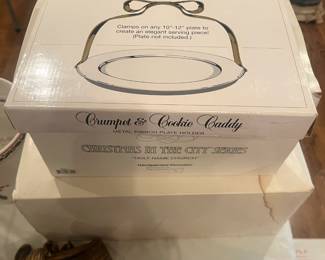 Clamps on any 10"-12" plate to
create an elegant serving piece!
(Plate not included.)
Crumpet & Cookie Caddy
METAL RIBBON PLATE HOLDER
CHRISTMAS IN THE CITY SERIES
"HOLY NAME CHURCH"